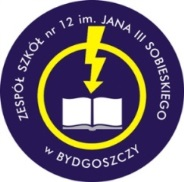 ZESPÓŁ SZKÓŁ nr 12 im. JANA III SOBIESKIEGO
w BYDGOSZCZY